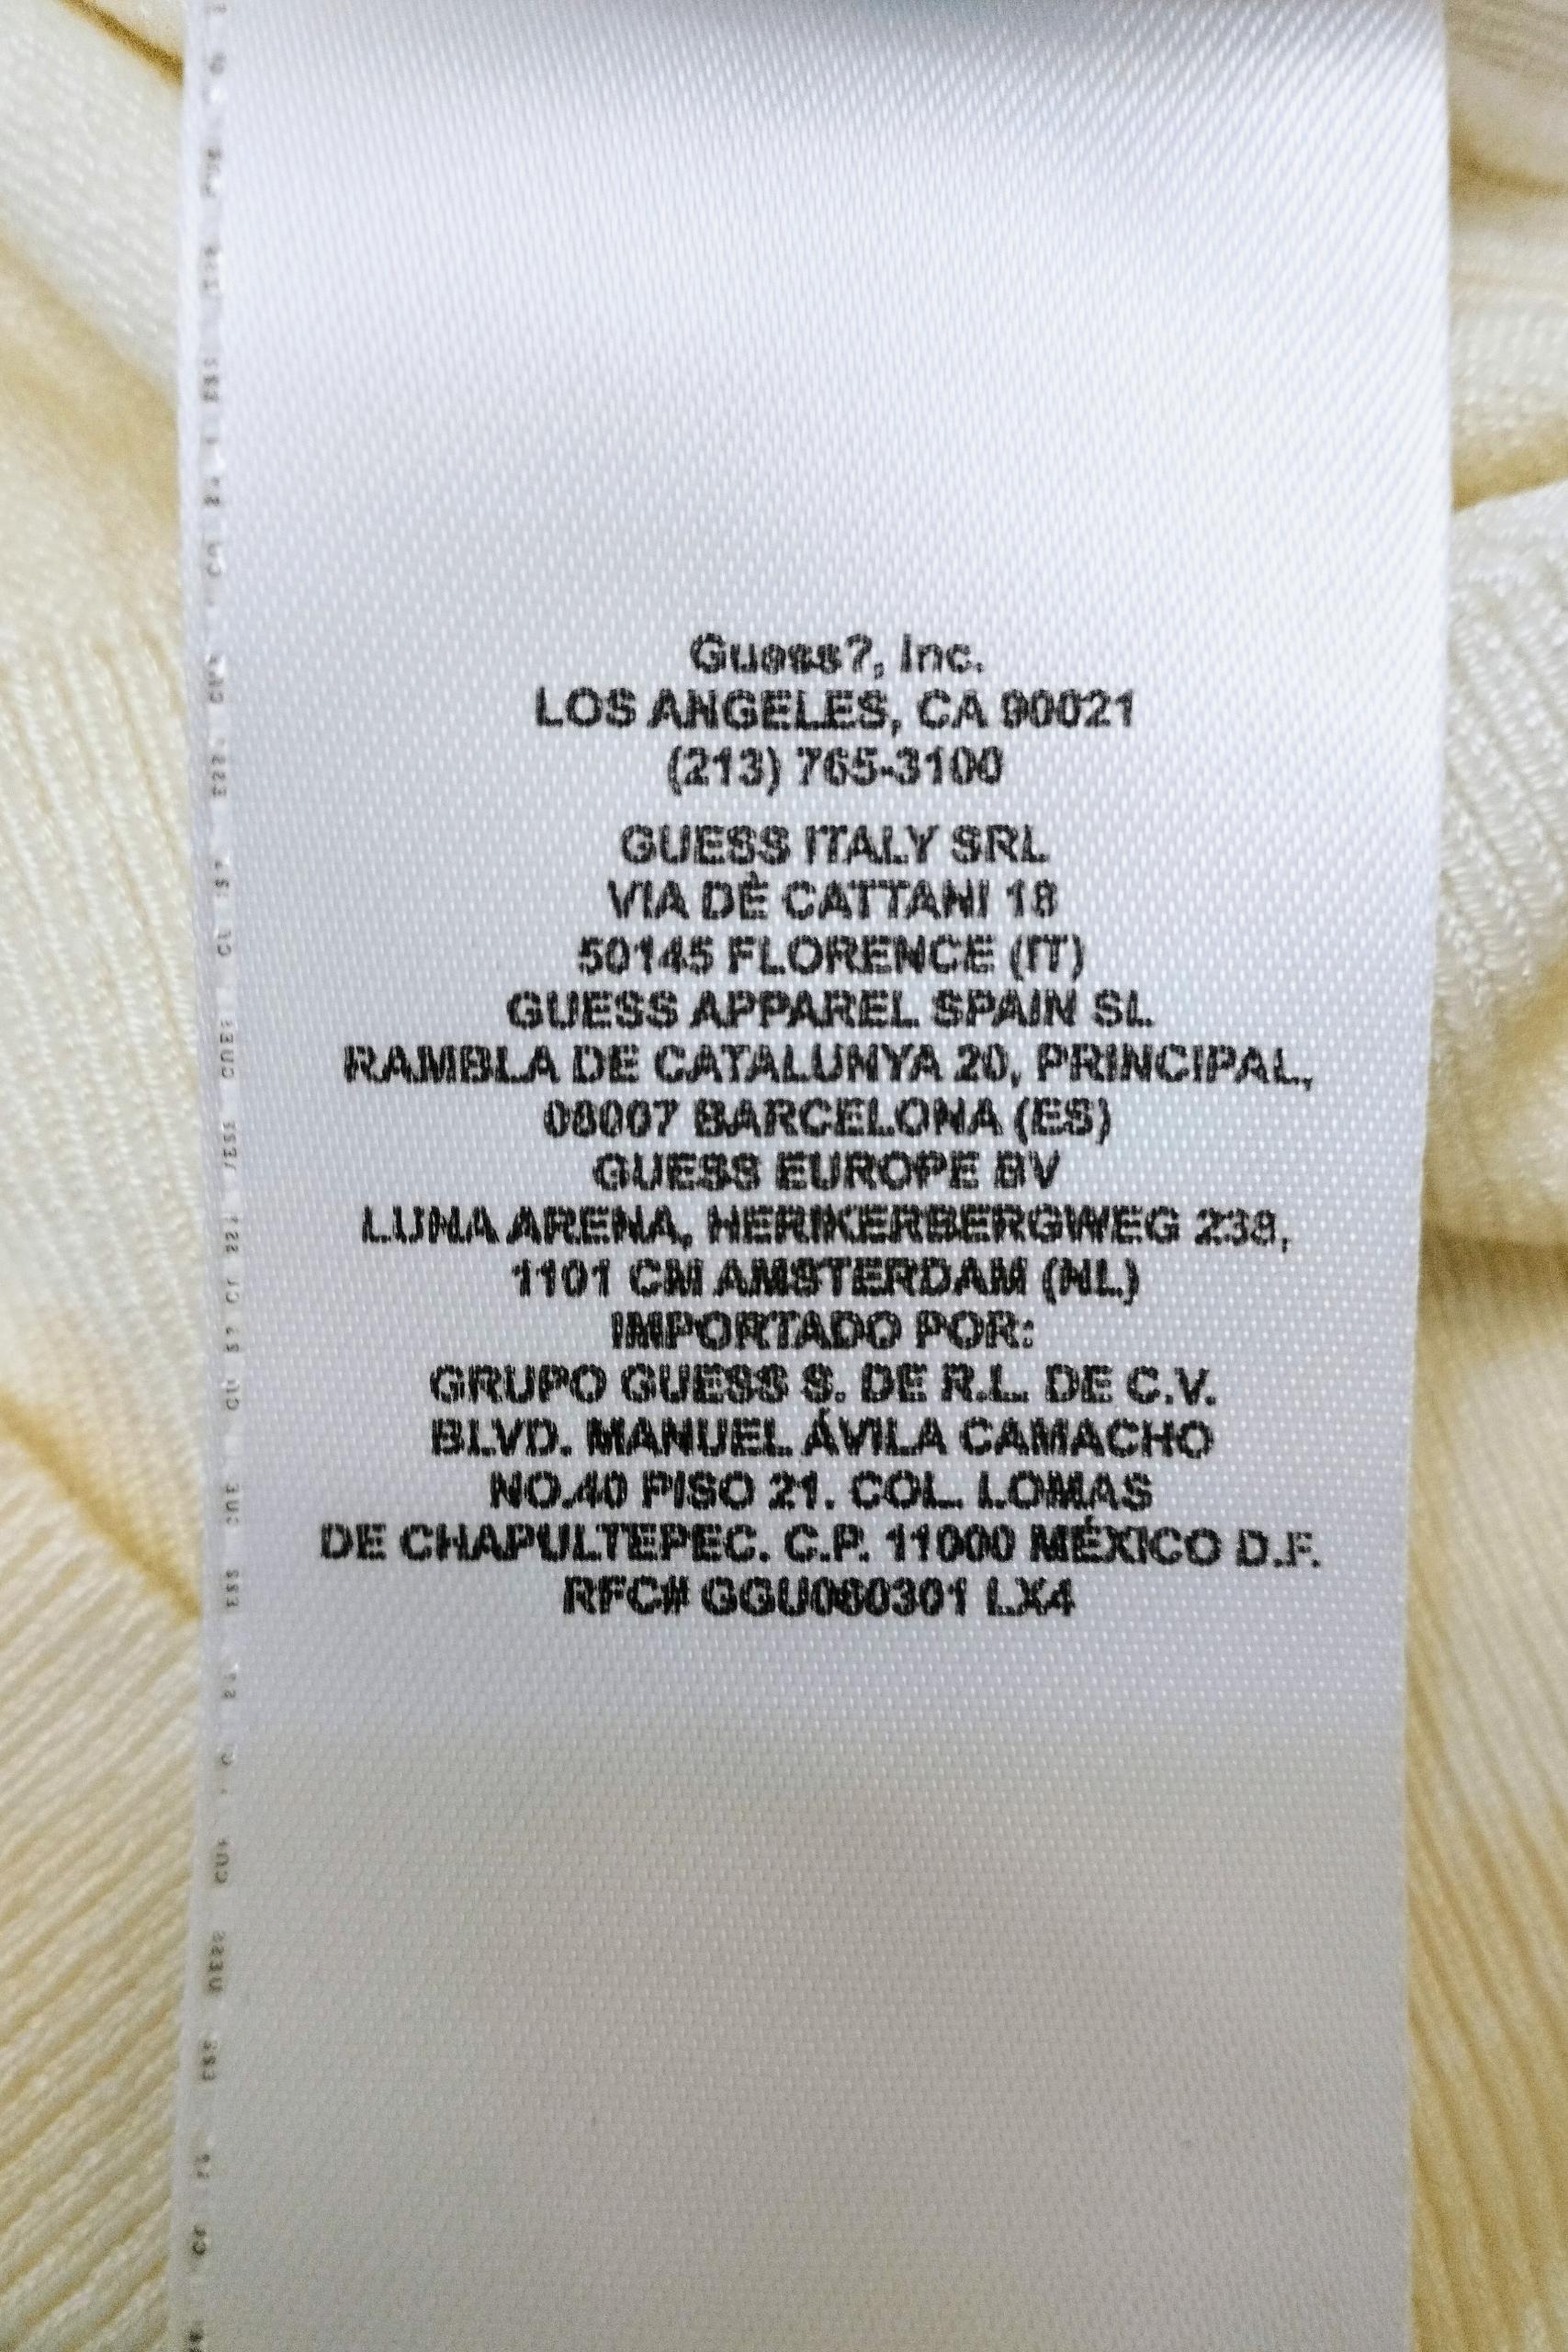 Guess?, Inc.
LOS ANGELES, CA 90021
(213) 765-3100
GUESS ITALY SRL
VIA DÈ CATTANI 18
50145 FLORENCE (IT)
GUESS APPAREL SPAIN SL
RAMBLA DE CATALUNYA 20, PRINCIPAL,
08007 BARCELONA (ES)
GUESS EUROPE BV
LUNA ARENA, HERIKERBERGWEG 238,
1101 CM AMSTERDAM (NL)
IMPORTADO POR:
GRUPO GUESS S. DE R.L. DE C.V.
BLVD. MANUEL ÁVILA CAMACHO
NO.40 PISO 21. COL. LOMAS
DE CHAPULTEPEC. C.P. 11000 MÉXICO D.F.
RFC# GGU080301 LX4